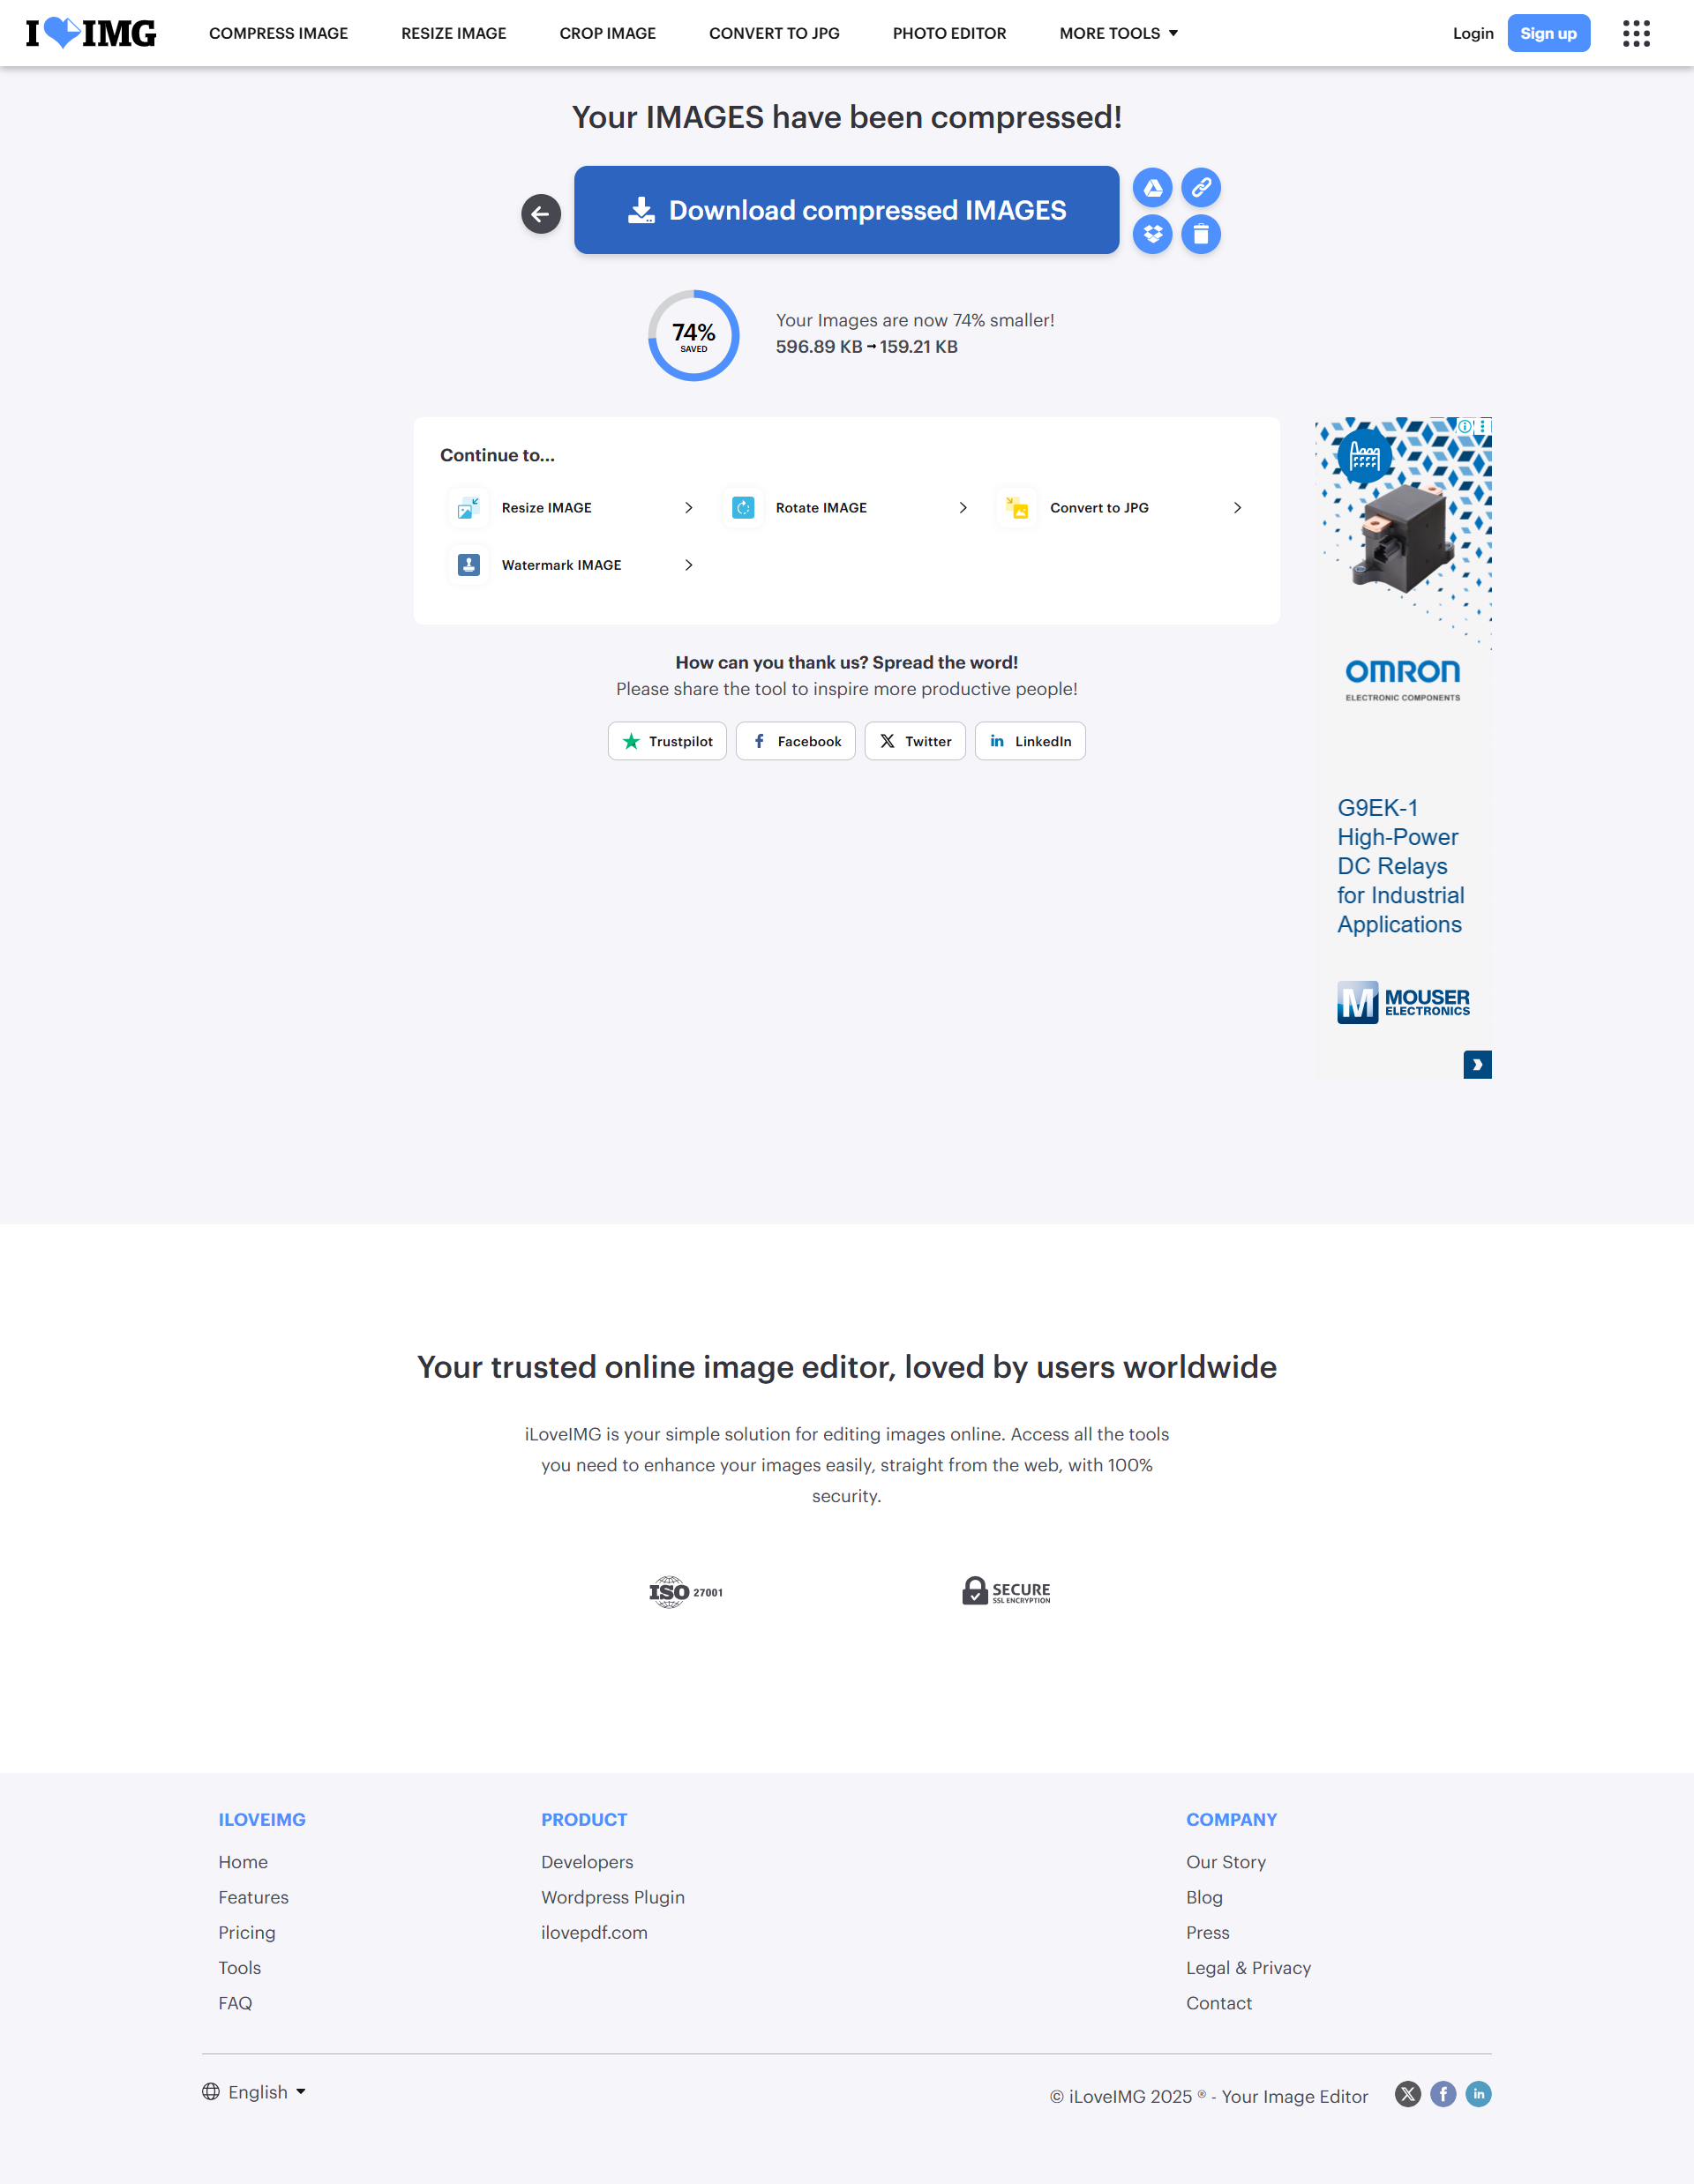 I IMG
COMPRESS IMAGE
RESIZE IMAGE
CROP IMAGE
CONVERT TO JPG
PHOTO EDITOR
MORE TOOLS
Login
Sign up
Your IMAGES have been compressed!
Download compressed IMAGES
74%
SAVED
Your Images are now 74% smaller!
596.89 KB → 159.21 KB
Continue to...
Resize IMAGE
Rotate IMAGE
Convert to JPG
Watermark IMAGE
How can you thank us? Spread the word!
Please share the tool to inspire more productive people!
Trustpilot
Facebook
Twitter
LinkedIn
OMRON
ELECTRONIC COMPONENTS
G9EK-1
High-Power
DC Relays
for Industrial
Applications
M MOUSER
ELECTRONICS
Your trusted online image editor, loved by users worldwide
iLoveIMG is your simple solution for editing images online. Access all the tools
you need to enhance your images easily, straight from the web, with 100%
security.
ISO 27001
SECURE
SSL ENCRYPTION
ILOVEIMG
Home
Features
Pricing
Tools
FAQ
PRODUCT
Developers
Wordpress Plugin
ilovepdf.com
COMPANY
Our Story
Blog
Press
Legal & Privacy
Contact
English
© iLoveIMG 2025 ® - Your Image Editor